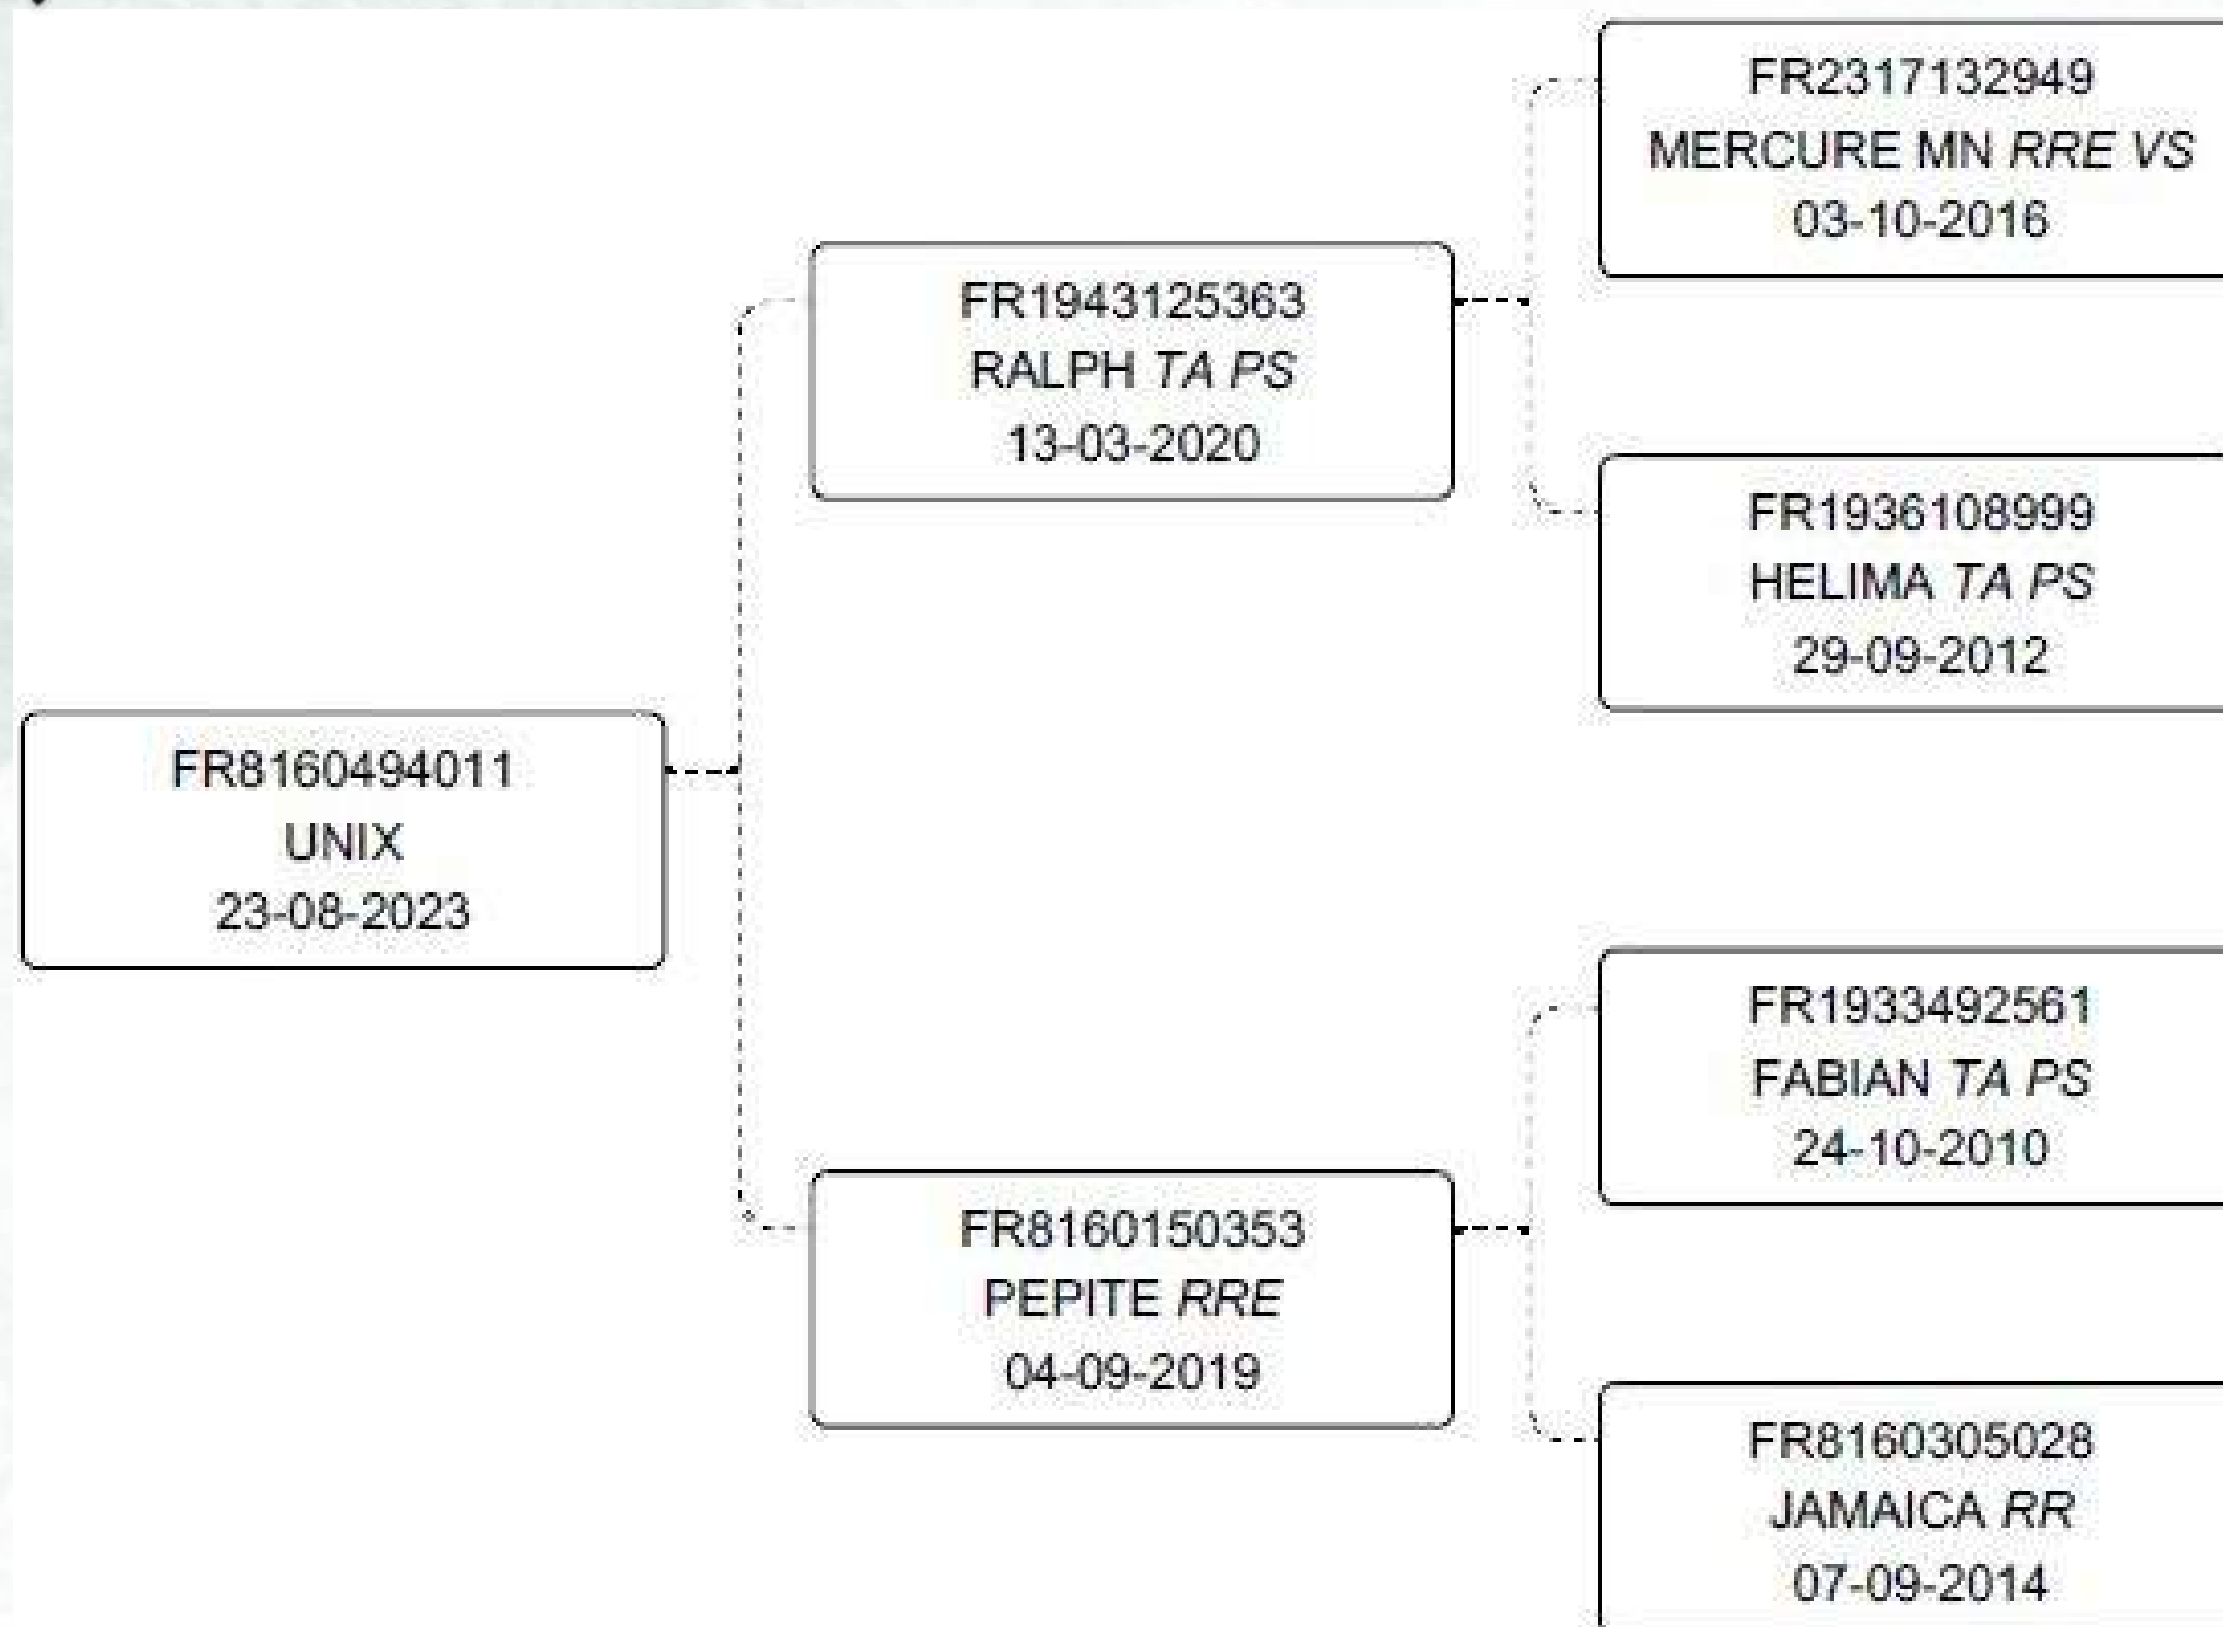 FR2317132949
MERCURE MN RRE VS
03-10-2016
FR1943125363
RALPH TA PS
13-03-2020
FR1936108999
HELIMA TA PS
29-09-2012
FR8160494011
UNIX
23-08-2023
FR1933492561
FABIAN TA PS
24-10-2010
FR8160150353
PEPITE RRE
04-09-2019
FR8160305028
JAMAICA RR
07-09-2014